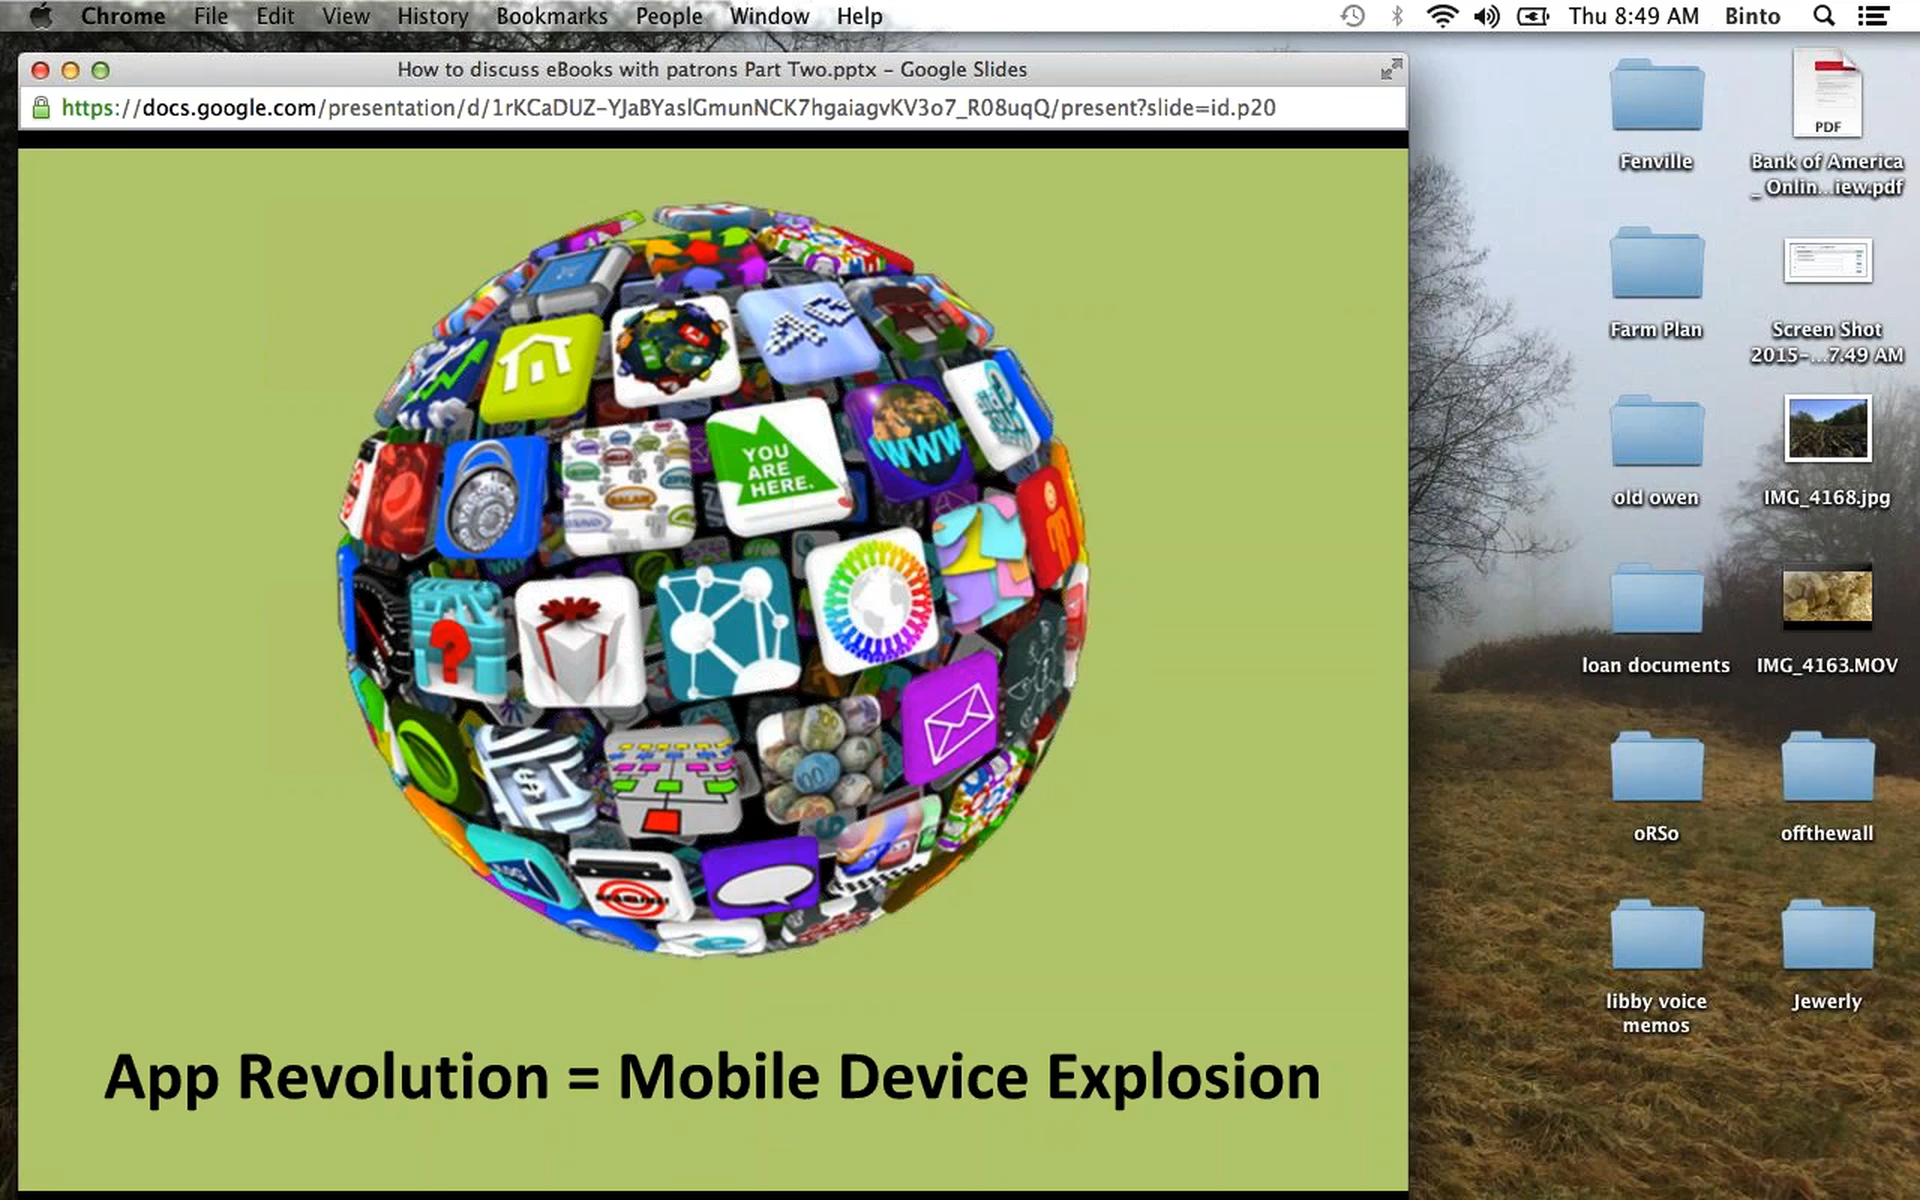 Chrome File Edit View History Bookmarks People Window Help Thu 8:49 AM Binto
How to discuss eBooks with patrons Part Two.pptx – Google Slides
https://docs.google.com/presentation/d/1rKCaDUZ-YJaBYaslGmunNCK7hgaiagvKV3o7_R08uqQ/present?slide=id.p20
YOU
ARE
HERE.
WWW
?
$
100
App Revolution = Mobile Device Explosion
PDF
Fenville
Bank of America
_ Onlin...iew.pdf
Farm Plan
Screen Shot
2015-...7.49 AM
old owen
IMG_4168.jpg
loan documents
IMG_4163.MOV
oRSo
offthewall
libby voice
memos
Jewerly